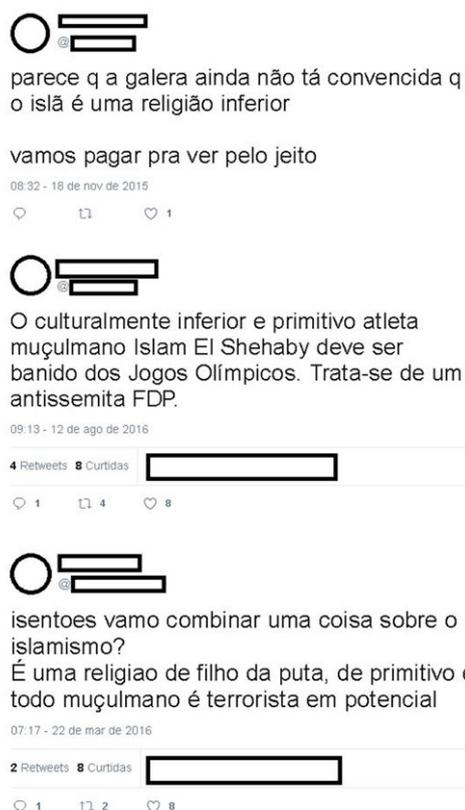 @
parece q a galera ainda não tá convencida q
o islã é uma religião inferior
vamos pagar pra ver pelo jeito
08:32 - 18 de nov de 2015
1
@
O culturalmente inferior e primitivo atleta
muçulmano Islam El Shehaby deve ser
banido dos Jogos Olímpicos. Trata-se de um
antissemita FDP.
09:13 - 12 de ago de 2016
4 Retweets 8 Curtidas
1 4 8
@
isentoes vamo combinar uma coisa sobre o
islamismo?
É uma religiao de filho da puta, de primitivo e
todo muçulmano é terrorista em potencial
07:17 - 22 de mar de 2016
2 Retweets 8 Curtidas
1 2 8